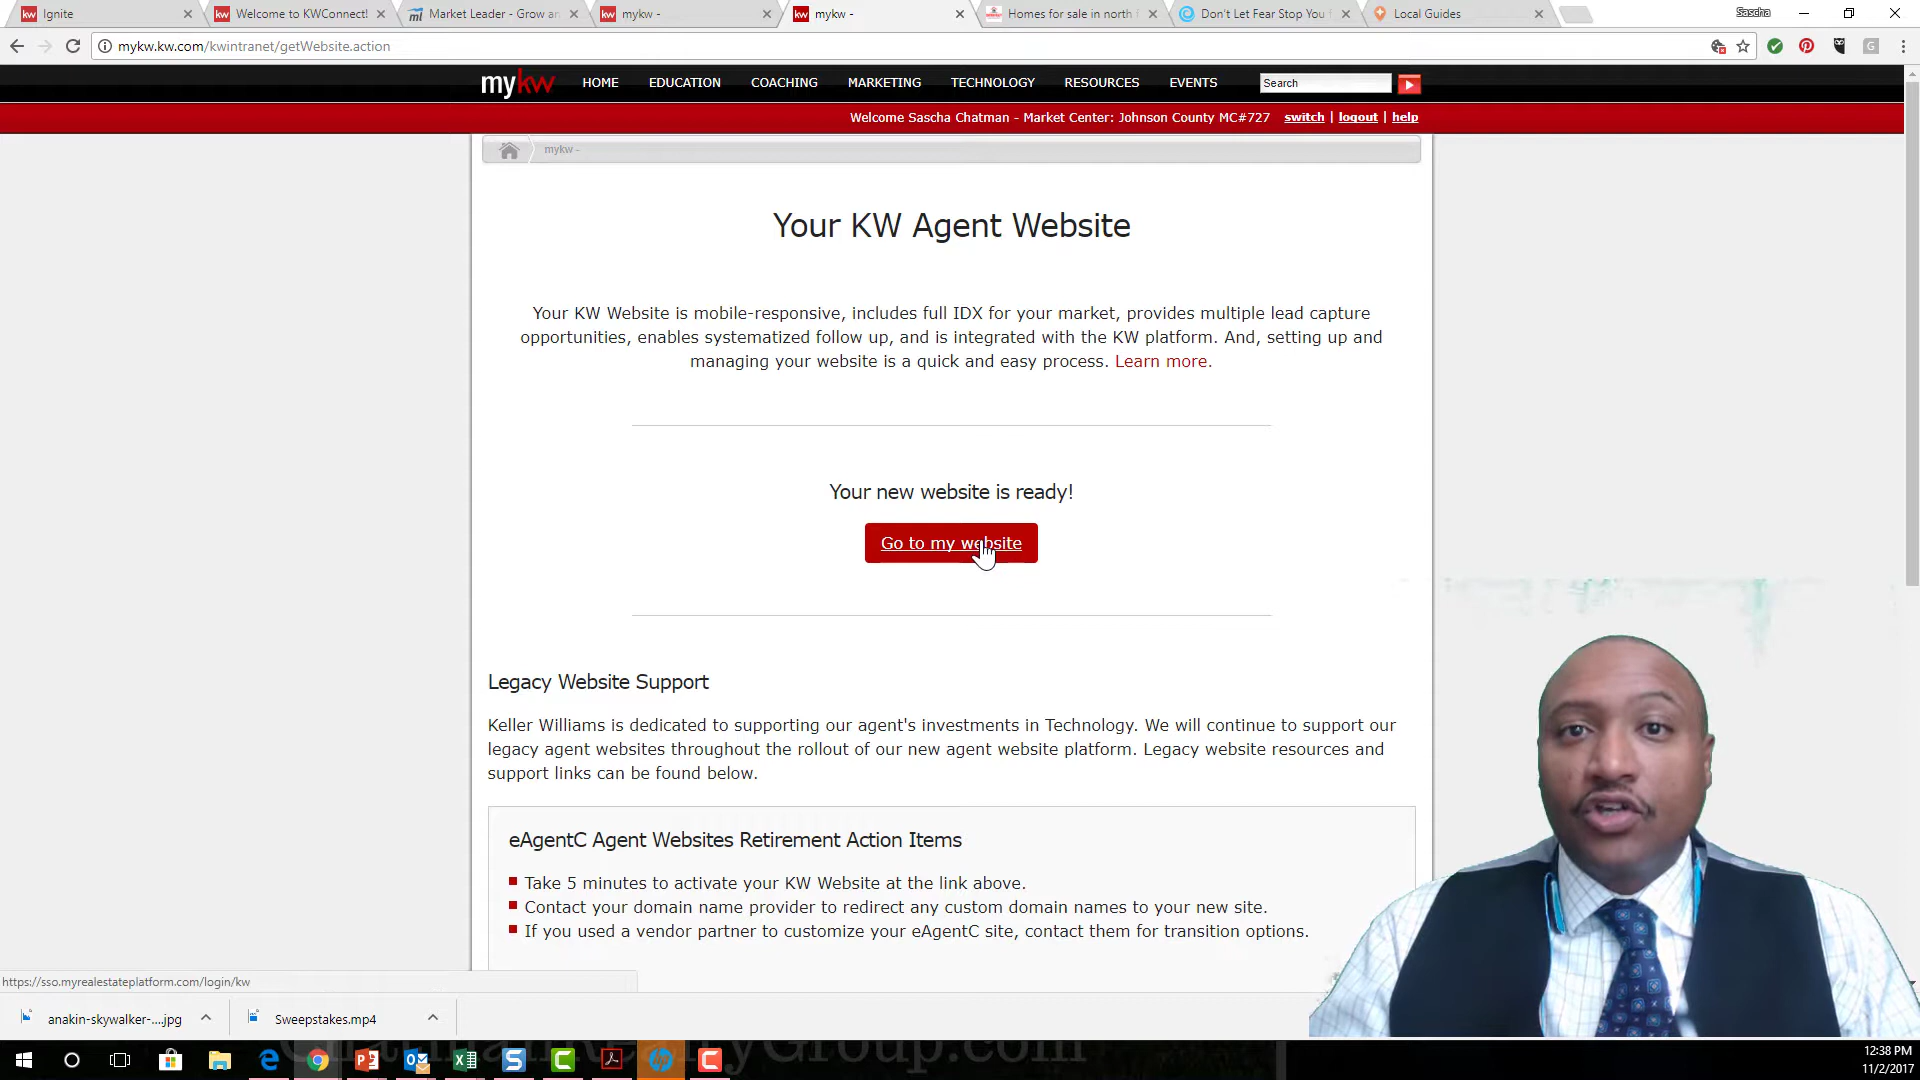 Ignite
Welcome to KWConnect!
Market Leader - Grow a
mykw -
mykw -
Homes for sale in north
Don't Let Fear Stop You
Local Guides
Sascha
mykw.kw.com/kwintranet/getWebsite.action
mykw HOME EDUCATION COACHING MARKETING TECHNOLOGY RESOURCES EVENTS Search
Welcome Sascha Chatman - Market Center: Johnson County MC#727 switch | logout | help
mykw -
Your KW Agent Website
Your KW Website is mobile-responsive, includes full IDX for your market, provides multiple lead capture
opportunities, enables systematized follow up, and is integrated with the KW platform. And, setting up and
managing your website is a quick and easy process. Learn more.
Your new website is ready!
Go to my website
Legacy Website Support
Keller Williams is dedicated to supporting our agent's investments in Technology. We will continue to support our
legacy agent websites throughout the rollout of our new agent website platform. Legacy website resources and
support links can be found below.
eAgentC Agent Websites Retirement Action Items
Take 5 minutes to activate your KW Website at the link above.
Contact your domain name provider to redirect any custom domain names to your new site.
If you used a vendor partner to customize your eAgentC site, contact them for transition options.
https://sso.myrealestateplatform.com/login/kw
anakin-skywalker-....jpg
Sweepstakes.mp4
12:38 PM
11/2/2017